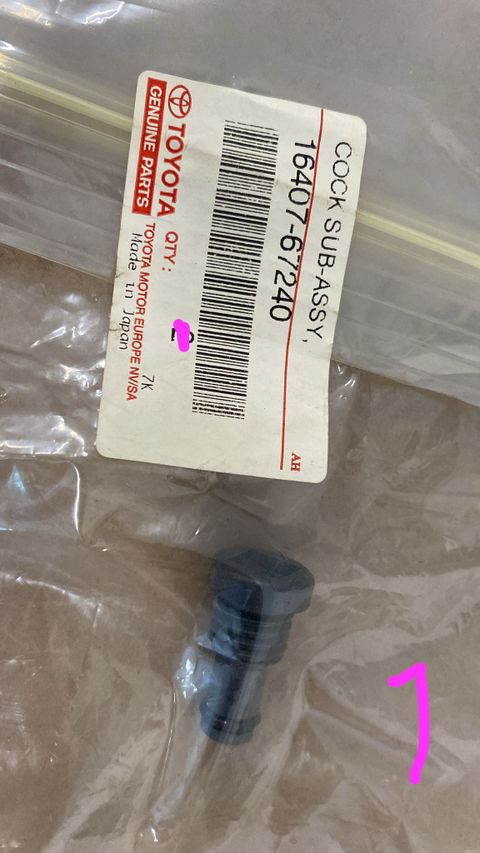 COCK SUB-ASSY,
16407-67240
AH
TOYOTA
GENUINE PARTS
QTY :
TOYOTA MOTOR EUROPE NV/SA
Made in Japan
7K
1